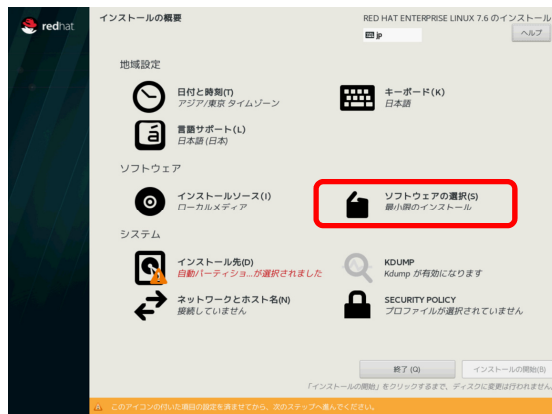 redhat
インストールの概要
RED HAT ENTERPRISE LINUX 7.6 のインストール
jp
ヘルプ
地域設定
日付と時刻(T)
アジア/東京 タイムゾーン
キーボード(K)
日本語
言語サポート(L)
日本語 (日本)
ソフトウェア
インストールソース(I)
ローカルメディア
ソフトウェアの選択(S)
最小限のインストール
システム
インストール先(D)
自動パーティショ...が選択されました
KDUMP
Kdump が有効になります
ネットワークとホスト名(N)
接続していません
SECURITY POLICY
プロファイルが選択されていません
終了 (Q)
インストールの開始(B)
「インストールの開始」をクリックするまで、ディスクに変更は行われません。
このアイコンの付いた項目の設定を済ませてから、次のステップへ進んでください。